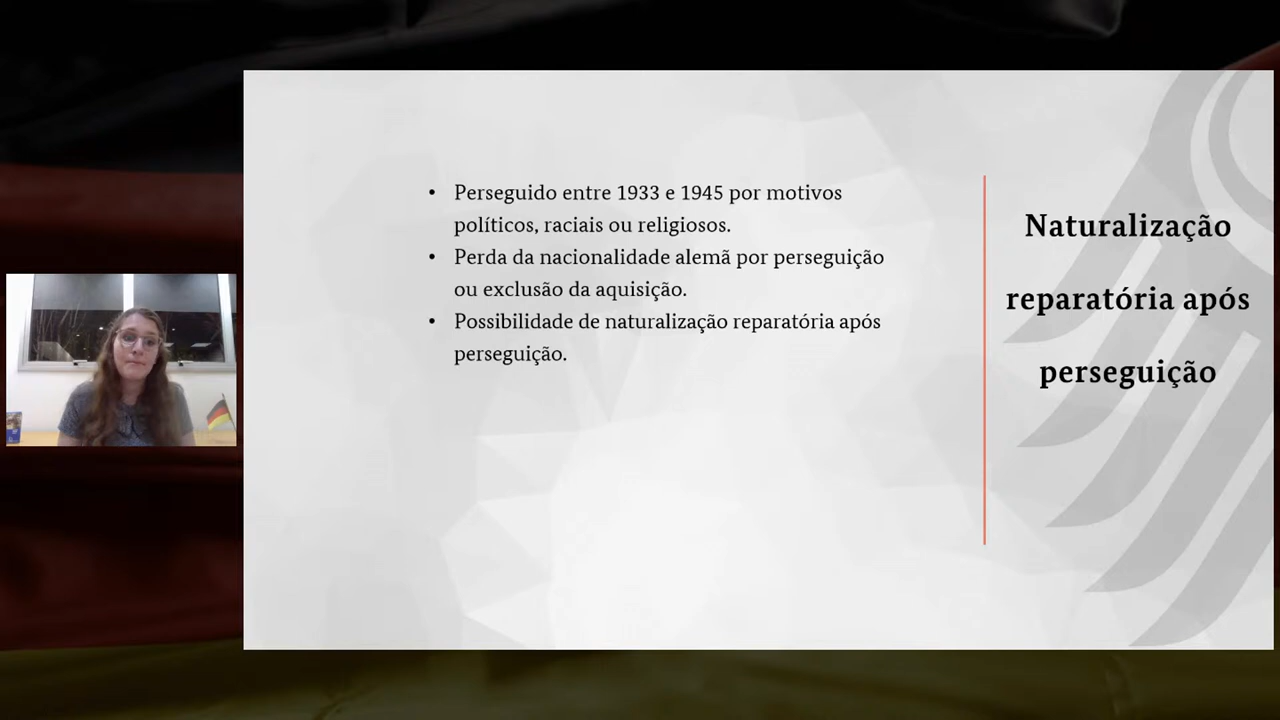 • Perseguido entre 1933 e 1945 por motivos
políticos, raciais ou religiosos.
• Perda da nacionalidade alemã por perseguição
ou exclusão da aquisição.
• Possibilidade de naturalização reparatória após
perseguição.
Naturalização
reparatória após
perseguição